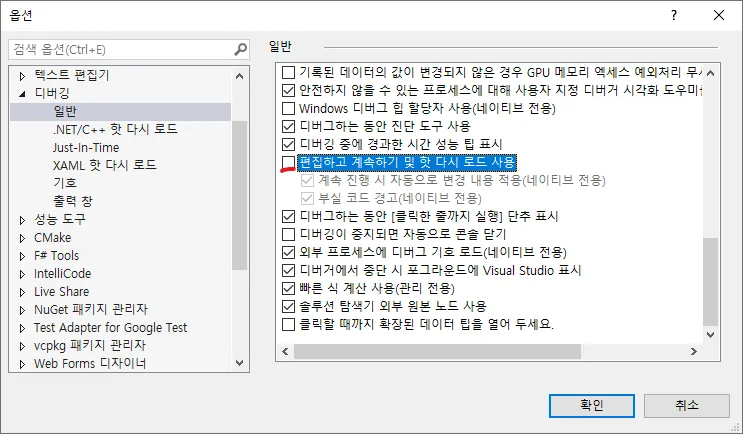 옵션
검색 옵션(Ctrl+E)
텍스트 편집기
디버깅
일반
.NET/C++ 핫 다시 로드
Just-In-Time
XAML 핫 다시 로드
기호
출력 창
성능 도구
CMake
F# Tools
IntelliCode
Live Share
NuGet 패키지 관리자
Test Adapter for Google Test
vcpkg 패키지 관리자
Web Forms 디자이너
일반
기록된 데이터의 값이 변경되지 않은 경우 GPU 메모리 엑세스 예외처리 무시
안전하지 않을 수 있는 프로세스에 대해 사용자 지정 디버거 시각화 도우미를
Windows 디버그 힙 할당자 사용(네이티브 전용)
디버그하는 동안 진단 도구 사용
디버깅 중에 경과한 시간 성능 팁 표시
편집하고 계속하기 및 핫 다시 로드 사용
계속 진행 시 자동으로 변경 내용 적용(네이티브 전용)
부실 코드 경고(네이티브 전용)
디버그하는 동안 [클릭한 줄까지 실행] 단추 표시
디버깅이 중지되면 자동으로 콘솔 닫기
외부 프로세스에 디버그 기호 로드(네이티브 전용)
디버거에서 중단 시 포그라운드에 Visual Studio 표시
빠른 식 계산 사용(관리 전용)
솔루션 탐색기 외부 원본 노드 사용
클릭할 때까지 확장된 데이터 팁을 열어 두세요.
확인
취소